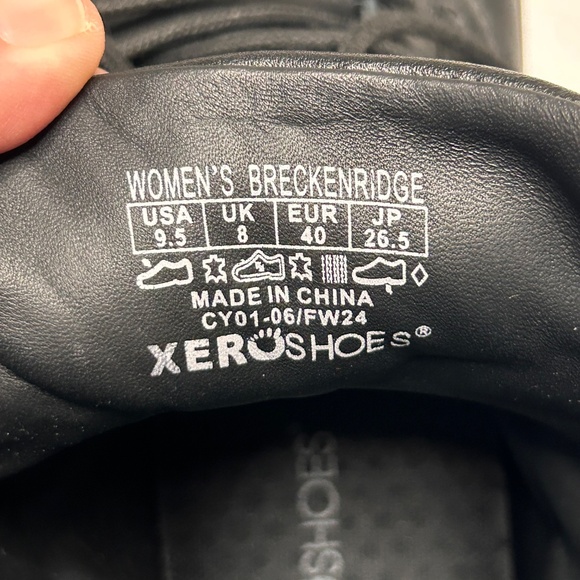 WOMEN'S BRECKENRIDGE
USA UK EUR JP
9.5 8 40 26.5
MADE IN CHINA
CY01-06/FW24
XEROSHOES®
OSHOES